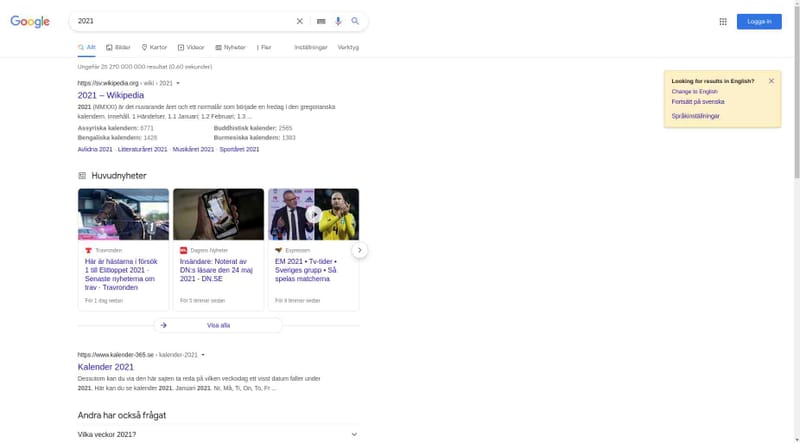 Google
2021
Logga in
Allt
Bilder
Kartor
Videor
Nyheter
Fler
Inställningar
Verktyg
Ungefär 25 270 000 000 resultat (0,60 sekunder)
https://sv.wikipedia.org › wiki › 2021
2021 – Wikipedia
2021 (MMXXI) är det nuvarande året och ett normalår som började en fredag i den gregorianska
kalendern. Innehåll. 1 Händelser. 1.1 Januari; 1.2 Februari; 1.3 ...
Assyriska kalendern: 6771
Buddhistisk kalender: 2565
Bengaliska kalendern: 1428
Burmesiska kalendern: 1383
Avlidna 2021 · Litteraturåret 2021 · Musikåret 2021 · Sportåret 2021
Looking for results in English?
Change to English
Fortsätt på svenska
Språkinställningar
Huvudnyheter
Travronden
Här är hästarna i försök
1 till Elitloppet 2021 -
Senaste nyheterna om
trav · Travronden
För 1 dag sedan
Dagens Nyheter
Insändare: Noterat av
DN:s läsare den 24 maj
2021 - DN.SE
För 5 timmar sedan
Expressen
EM 2021 • Tv-tider •
Sveriges grupp • Så
spelas matcherna
För 4 timmar sedan
Visa alla
https://www.kalender-365.se › kalender-2021
Kalender 2021
Dessutom kan du via den här sajten ta reda på vilken veckodag ett visst datum faller under
2021. Här kan du se kalender 2021. Januari 2021. Nr, Må, Ti, On, To, Fr ...
Andra har också frågat
Vilka veckor 2021?